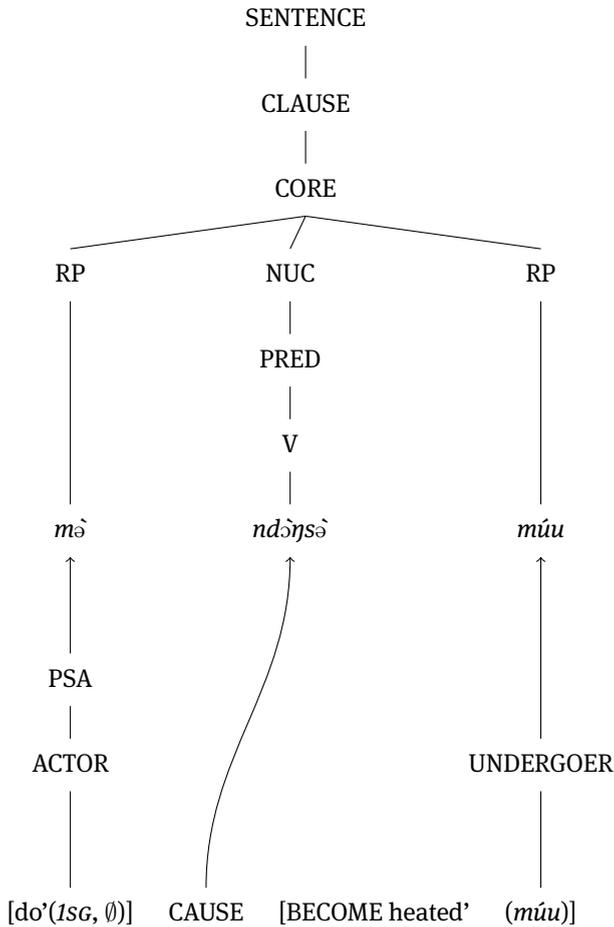 SENTENCE
CLAUSE
CORE
RP NUC RP
PRED
V
mə̀ ndɔ̀ŋsə̀ múu
PSA
ACTOR UNDERGOER
[do’(1SG, ∅)] CAUSE [BECOME heated’ (múu)]